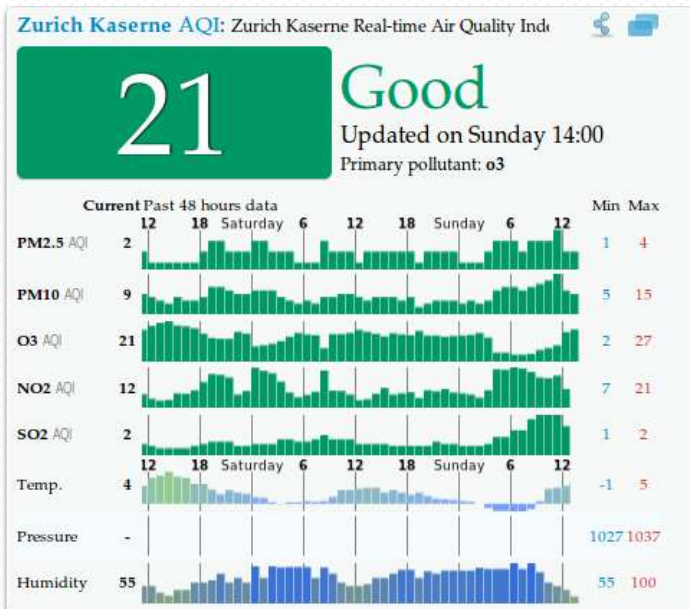 Zurich Kaserne AQI: Zurich Kaserne Real-time Air Quality Inde
21
Good
Updated on Sunday 14:00
Primary pollutant: o3
Current Past 48 hours data Min Max
12 18 Saturday 6 12 18 Sunday 6 12
PM2.5 AQI 2 1 4
PM10 AQI 9 5 15
O3 AQI 21 2 27
NO2 AQI 12 7 21
SO2 AQI 2 1 2
12 18 Saturday 6 12 18 Sunday 6 12
Temp. 4 -1 5
Pressure - 1027 1037
Humidity 55 55 100